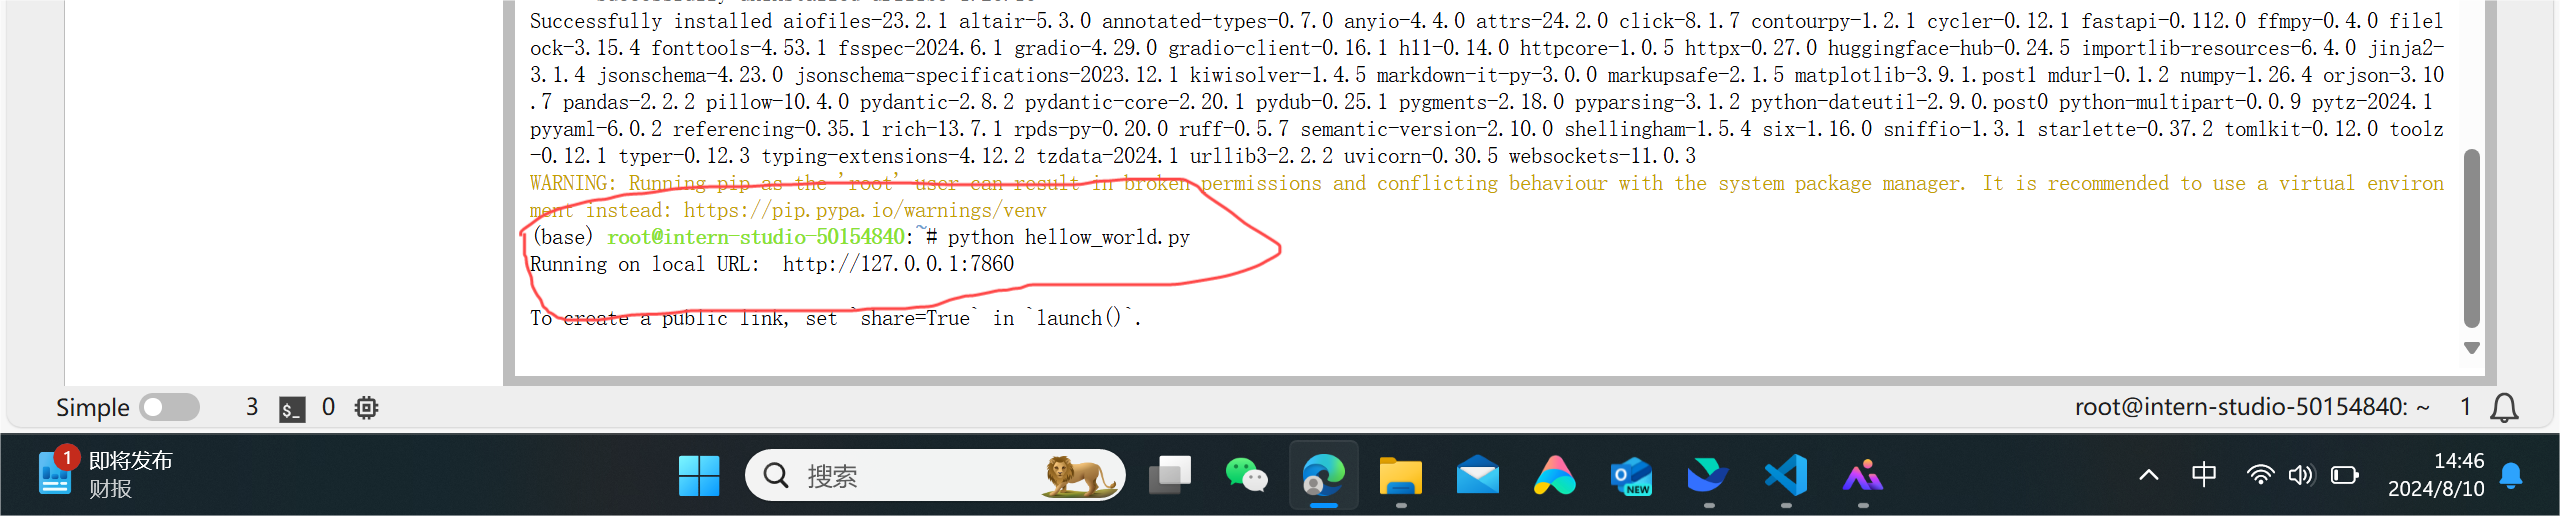 Successfully installed aiofiles-23.2.1 altair-5.3.0 annotated-types-0.7.0 anyio-4.4.0 attrs-24.2.0 click-8.1.7 contourpy-1.2.1 cycler-0.12.1 fastapi-0.112.0 ffmpy-0.4.0 filel
ock-3.15.4 fonttools-4.53.1 fsspec-2024.6.1 gradio-4.29.0 gradio-client-0.16.1 h11-0.14.0 httpcore-1.0.5 httpx-0.27.0 huggingface-hub-0.24.5 importlib-resources-6.4.0 jinja2-
3.1.4 jsonschema-4.23.0 jsonschema-specifications-2023.12.1 kiwisolver-1.4.5 markdown-it-py-3.0.0 markupsafe-2.1.5 matplotlib-3.9.1.post1 mdurl-0.1.2 numpy-1.26.4 orjson-3.10
.7 pandas-2.2.2 pillow-10.4.0 pydantic-2.8.2 pydantic-core-2.20.1 pydub-0.25.1 pygments-2.18.0 pyparsing-3.1.2 python-dateutil-2.9.0.post0 python-multipart-0.0.9 pytz-2024.1
pyyaml-6.0.2 referencing-0.35.1 rich-13.7.1 rpds-py-0.20.0 ruff-0.5.7 semantic-version-2.10.0 shellingham-1.5.4 six-1.16.0 sniffio-1.3.1 starlette-0.37.2 tomlkit-0.12.0 toolz
-0.12.1 typer-0.12.3 typing-extensions-4.12.2 tzdata-2024.1 urllib3-2.2.2 uvicorn-0.30.5 websockets-11.0.3
WARNING: Running pip as the 'root' user can result in broken permissions and conflicting behaviour with the system package manager. It is recommended to use a virtual environ
ment instead: https://pip.pypa.io/warnings/venv
(base) root@intern-studio-50154840:~# python hellow_world.py
Running on local URL:  http://127.0.0.1:7860
To create a public link, set `share=True` in `launch()`.
Simple 3 $_ 0 root@intern-studio-50154840: ~ 1
1 即将发布
财报
搜索
NEW
中
14:46
2024/8/10